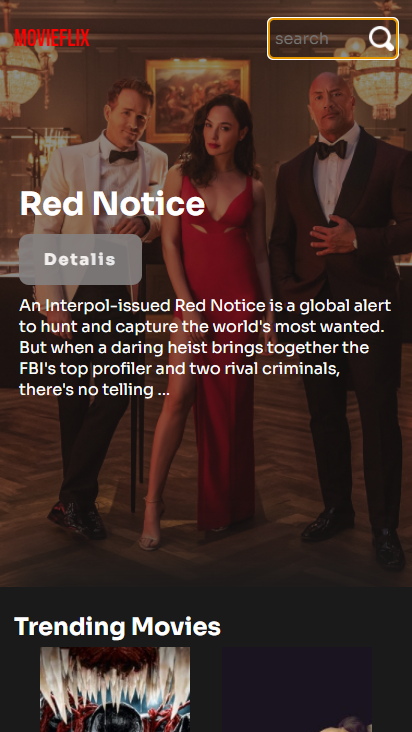 MOVIEFLIX
search
Red Notice
Detalis
An Interpol-issued Red Notice is a global alert
to hunt and capture the world's most wanted.
But when a daring heist brings together the
FBI's top profiler and two rival criminals,
there's no telling ...
Trending Movies